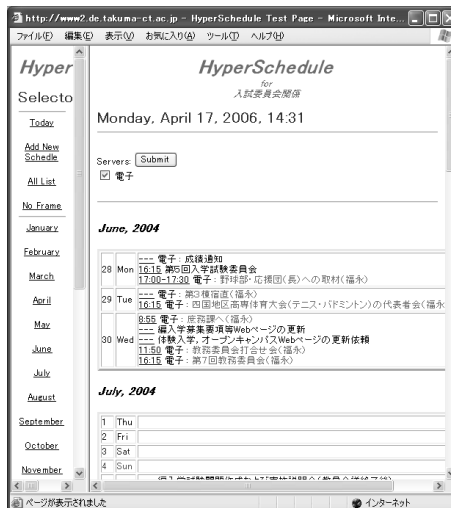 http://www2.de.takuma-ct.ac.jp - HyperSchedule Test Page - Microsoft Inte...
ファイル(F) 編集(E) 表示(V) お気に入り(A) ツール(T) ヘルプ(H)
Hyper
Selecto
Today
Add New
Schedle
All List
No Frame
January
February
March
April
May
June
July
August
September
October
November
HyperSchedule
for
入試委員会関係
Monday, April 17, 2006, 14:31
Servers: Submit
電子
June, 2004
28 Mon
--- 電子 : 成績通知
16:15 第5回入学試験委員会
17:00-17:30 電子 : 野球部・応援団(長)への取材(福永)
29 Tue
--- 電子 : 第3種宿直(福永)
16:15 電子 : 四国地区高専体育大会(テニス・バドミントン)の代表者会(福永
30 Wed
8:55 電子 : 庶務課へ(福永)
--- 編入学募集要項等Webページの更新
--- 体験入学, オープンキャンパスWebページの更新依頼
11:50 電子 : 教務委員会打合せ会(福永)
16:15 電子 : 第7回教務委員会(福永)
July, 2004
1 Thu
2 Fri
3 Sat
4 Sun
ページが表示されました インターネット